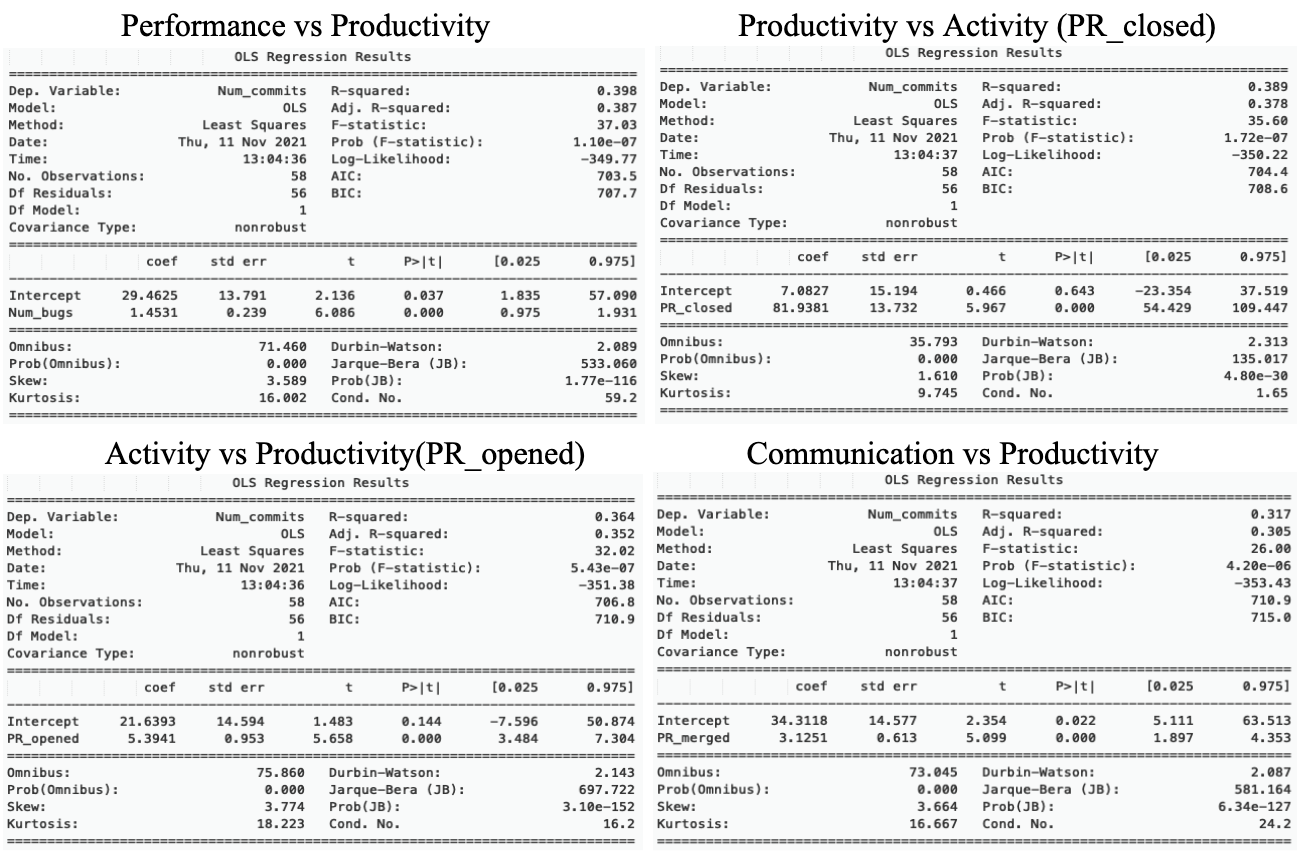 Performance vs Productivity
OLS Regression Results
Dep. Variable: Num_commits R-squared: 0.398
Model: OLS Adj. R-squared: 0.387
Method: Least Squares F-statistic: 37.03
Date: Thu, 11 Nov 2021 Prob (F-statistic): 1.10e-07
Time: 13:04:36 Log-Likelihood: -349.77
No. Observations: 58 AIC: 703.5
Df Residuals: 56 BIC: 707.7
Df Model: 1
Covariance Type: nonrobust
coef std err t P>|t| [0.025 0.975]
Intercept 29.4625 13.791 2.136 0.037 1.835 57.090
Num_bugs 1.4531 0.239 6.086 0.000 0.975 1.931
Omnibus: 71.460 Durbin-Watson: 2.089
Prob(Omnibus): 0.000 Jarque-Bera (JB): 533.060
Skew: 3.589 Prob(JB): 1.77e-116
Kurtosis: 16.002 Cond. No. 59.2
Productivity vs Activity (PR_closed)
OLS Regression Results
Dep. Variable: Num_commits R-squared: 0.389
Model: OLS Adj. R-squared: 0.378
Method: Least Squares F-statistic: 35.60
Date: Thu, 11 Nov 2021 Prob (F-statistic): 1.72e-07
Time: 13:04:37 Log-Likelihood: -350.22
No. Observations: 58 AIC: 704.4
Df Residuals: 56 BIC: 708.6
Df Model: 1
Covariance Type: nonrobust
coef std err t P>|t| [0.025 0.975]
Intercept 7.0827 15.194 0.466 0.643 -23.354 37.519
PR_closed 81.9381 13.732 5.967 0.000 54.429 109.447
Omnibus: 35.793 Durbin-Watson: 2.313
Prob(Omnibus): 0.000 Jarque-Bera (JB): 135.017
Skew: 1.610 Prob(JB): 4.80e-30
Kurtosis: 9.745 Cond. No. 1.65
Activity vs Productivity(PR_opened)
OLS Regression Results
Dep. Variable: Num_commits R-squared: 0.364
Model: OLS Adj. R-squared: 0.352
Method: Least Squares F-statistic: 32.02
Date: Thu, 11 Nov 2021 Prob (F-statistic): 5.43e-07
Time: 13:04:36 Log-Likelihood: -351.38
No. Observations: 58 AIC: 706.8
Df Residuals: 56 BIC: 710.9
Df Model: 1
Covariance Type: nonrobust
coef std err t P>|t| [0.025 0.975]
Intercept 21.6393 14.594 1.483 0.144 -7.596 50.874
PR_opened 5.3941 0.953 5.658 0.000 3.484 7.304
Omnibus: 75.860 Durbin-Watson: 2.143
Prob(Omnibus): 0.000 Jarque-Bera (JB): 697.722
Skew: 3.774 Prob(JB): 3.10e-152
Kurtosis: 18.223 Cond. No. 16.2
Communication vs Productivity
OLS Regression Results
Dep. Variable: Num_commits R-squared: 0.317
Model: OLS Adj. R-squared: 0.305
Method: Least Squares F-statistic: 26.00
Date: Thu, 11 Nov 2021 Prob (F-statistic): 4.20e-06
Time: 13:04:37 Log-Likelihood: -353.43
No. Observations: 58 AIC: 710.9
Df Residuals: 56 BIC: 715.0
Df Model: 1
Covariance Type: nonrobust
coef std err t P>|t| [0.025 0.975]
Intercept 34.3118 14.577 2.354 0.022 5.111 63.513
PR_merged 3.1251 0.613 5.099 0.000 1.897 4.353
Omnibus: 73.045 Durbin-Watson: 2.087
Prob(Omnibus): 0.000 Jarque-Bera (JB): 581.164
Skew: 3.664 Prob(JB): 6.34e-127
Kurtosis: 16.667 Cond. No. 24.2